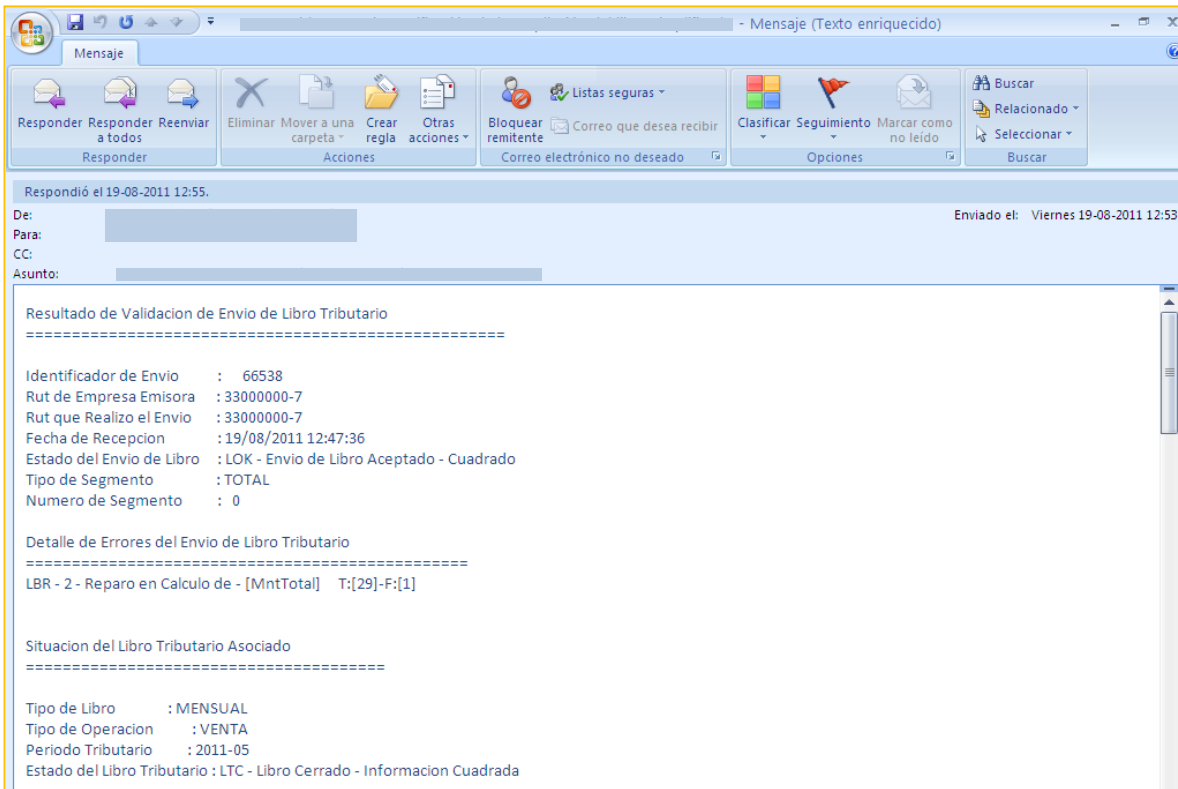 - Mensaje (Texto enriquecido)
Mensaje
Responder Responder a todos Reenviar
Eliminar Mover a una carpeta Crear regla Otras acciones
Bloquear remitente Listas seguras Correo que desea recibir
Clasificar Seguimiento Marcar como no leído
Buscar
Relacionado
Seleccionar
Responder Acciones Correo electrónico no deseado Opciones Buscar
Respondió el 19-08-2011 12:55.
De: Enviado el: Viernes 19-08-2011 12:53
Para:
CC:
Asunto:
Resultado de Validacion de Envio de Libro Tributario
====================================================
Identificador de Envio : 66538
Rut de Empresa Emisora : 33000000-7
Rut que Realizo el Envio : 33000000-7
Fecha de Recepcion : 19/08/2011 12:47:36
Estado del Envio de Libro : LOK - Envio de Libro Aceptado - Cuadrado
Tipo de Segmento : TOTAL
Numero de Segmento : 0
Detalle de Errores del Envio de Libro Tributario
================================================
LBR - 2 - Reparo en Calculo de - [MntTotal] T:[29]-F:[1]
Situacion del Libro Tributario Asociado
=======================================
Tipo de Libro : MENSUAL
Tipo de Operacion : VENTA
Periodo Tributario : 2011-05
Estado del Libro Tributario : LTC - Libro Cerrado - Informacion Cuadrada